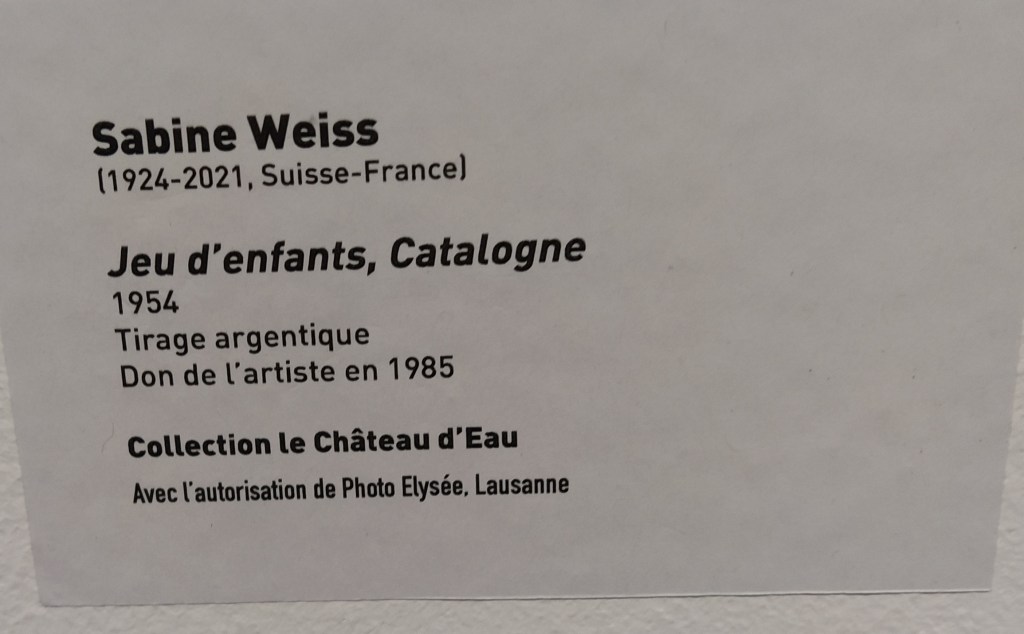 Sabine Weiss
(1924-2021, Suisse-France)
Jeu d'enfants, Catalogne
1954
Tirage argentique
Don de l'artiste en 1985
Collection le Château d'Eau
Avec l'autorisation de Photo Elysée, Lausanne